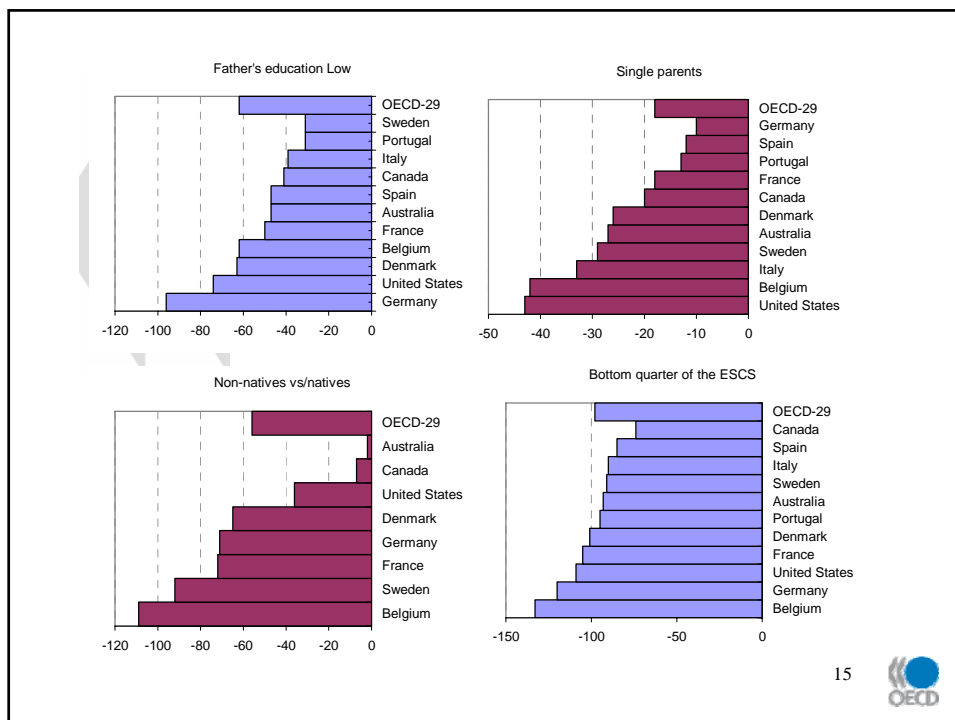 Father's education Low
OECD-29
Sweden
Portugal
Italy
Canada
Spain
Australia
France
Belgium
Denmark
United States
Germany
-120 -100 -80 -60 -40 -20 0
Single parents
OECD-29
Germany
Spain
Portugal
France
Canada
Denmark
Australia
Sweden
Italy
Belgium
United States
-50 -40 -30 -20 -10 0
Non-natives vs/natives
OECD-29
Australia
Canada
United States
Denmark
Germany
France
Sweden
Belgium
-120 -100 -80 -60 -40 -20 0
Bottom quarter of the ESCS
OECD-29
Canada
Spain
Italy
Sweden
Australia
Portugal
Denmark
France
United States
Germany
Belgium
-150 -100 -50 0
15
OECD